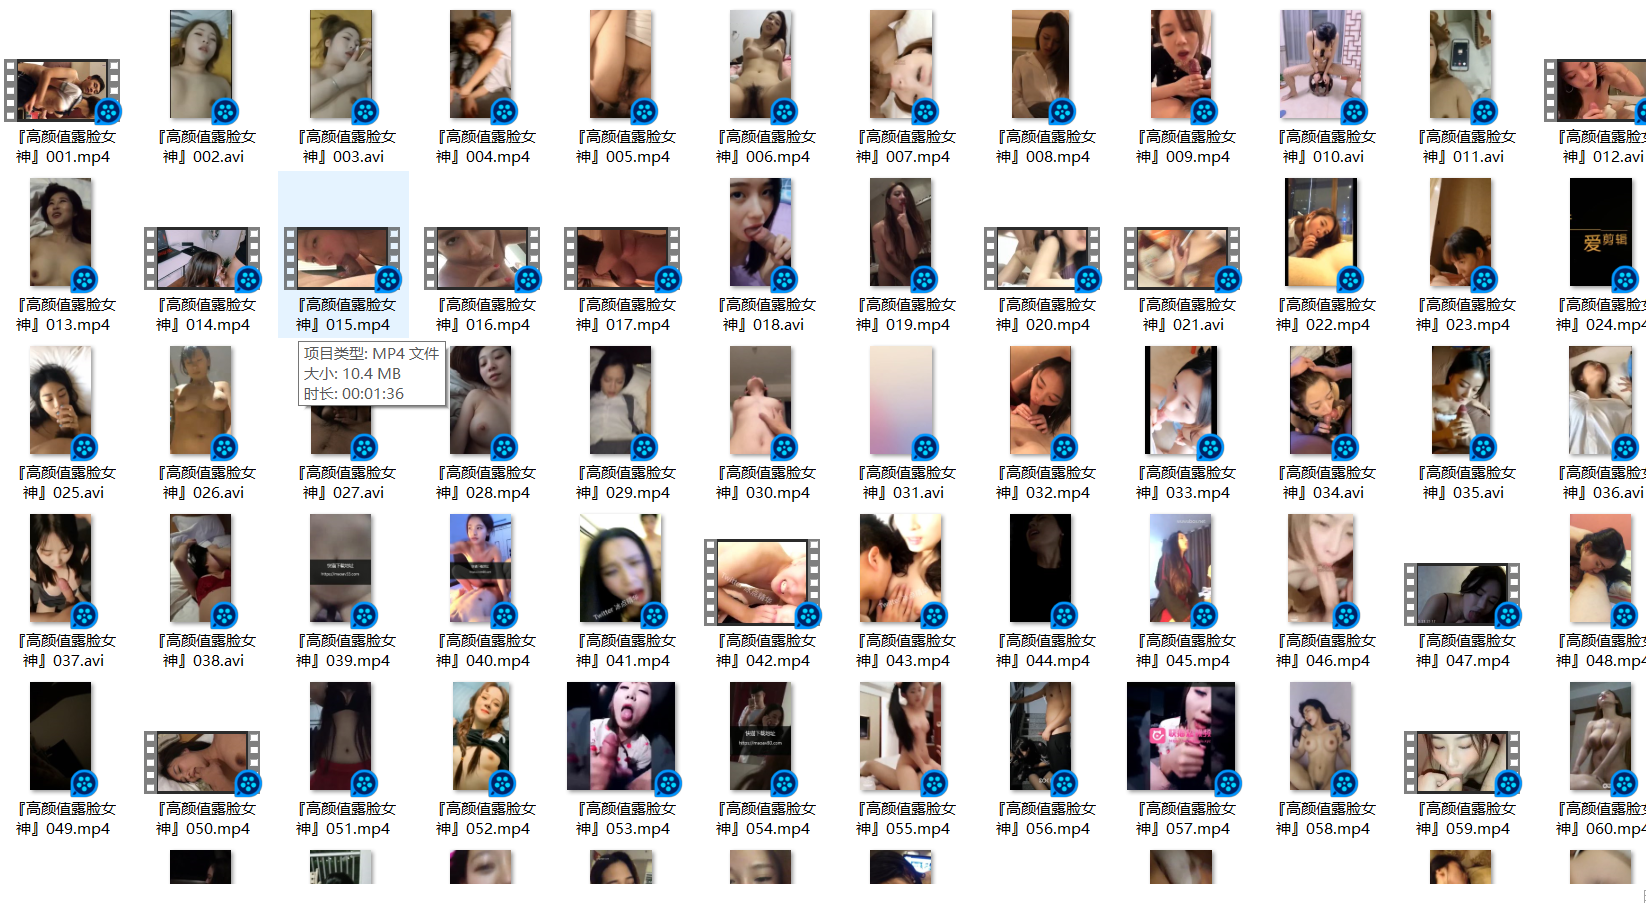 『高颜值露脸女神』001.mp4
『高颜值露脸女神』002.avi
『高颜值露脸女神』003.avi
『高颜值露脸女神』004.mp4
『高颜值露脸女神』005.mp4
『高颜值露脸女神』006.mp4
『高颜值露脸女神』007.mp4
『高颜值露脸女神』008.mp4
『高颜值露脸女神』009.mp4
『高颜值露脸女神』010.avi
『高颜值露脸女神』011.avi
『高颜值露脸女神』012.avi
爱剪辑
『高颜值露脸女神』013.mp4
『高颜值露脸女神』014.mp4
『高颜值露脸女神』015.mp4
『高颜值露脸女神』016.mp4
『高颜值露脸女神』017.mp4
『高颜值露脸女神』018.avi
『高颜值露脸女神』019.mp4
『高颜值露脸女神』020.mp4
『高颜值露脸女神』021.avi
『高颜值露脸女神』022.mp4
『高颜值露脸女神』023.mp4
『高颜值露脸女神』024.mp4
项目类型: MP4 文件
大小: 10.4 MB
时长: 00:01:36
『高颜值露脸女神』025.avi
『高颜值露脸女神』026.avi
『高颜值露脸女神』027.avi
『高颜值露脸女神』028.mp4
『高颜值露脸女神』029.mp4
『高颜值露脸女神』030.mp4
『高颜值露脸女神』031.avi
『高颜值露脸女神』032.mp4
『高颜值露脸女神』033.mp4
『高颜值露脸女神』034.avi
『高颜值露脸女神』035.avi
『高颜值露脸女神』036.avi
快猫下载地址
Twitter
『高颜值露脸女神』037.avi
『高颜值露脸女神』038.avi
『高颜值露脸女神』039.mp4
『高颜值露脸女神』040.mp4
『高颜值露脸女神』041.mp4
『高颜值露脸女神』042.mp4
『高颜值露脸女神』043.mp4
『高颜值露脸女神』044.mp4
『高颜值露脸女神』045.mp4
『高颜值露脸女神』046.mp4
『高颜值露脸女神』047.mp4
『高颜值露脸女神』048.mp4
快猫下载地址
『高颜值露脸女神』049.mp4
『高颜值露脸女神』050.mp4
『高颜值露脸女神』051.mp4
『高颜值露脸女神』052.mp4
『高颜值露脸女神』053.mp4
『高颜值露脸女神』054.mp4
『高颜值露脸女神』055.mp4
『高颜值露脸女神』056.mp4
『高颜值露脸女神』057.mp4
『高颜值露脸女神』058.mp4
『高颜值露脸女神』059.mp4
『高颜值露脸女神』060.mp4